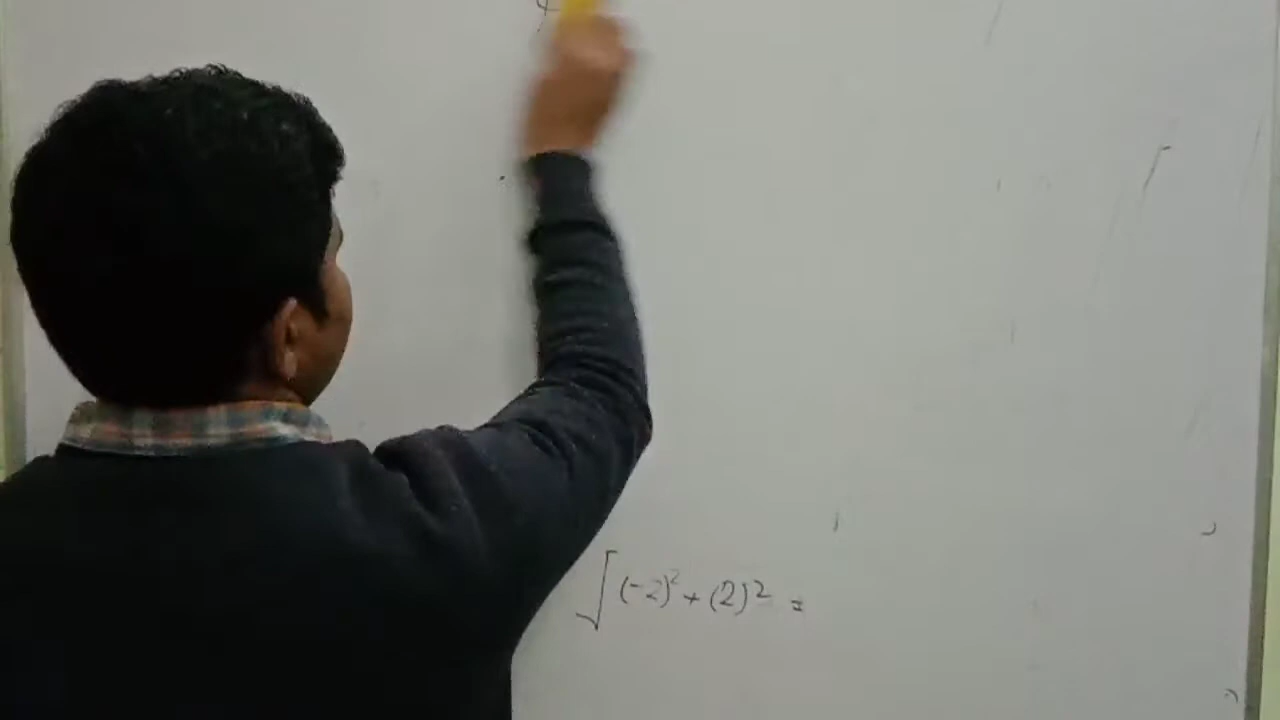 √(-2)² + (2)² =